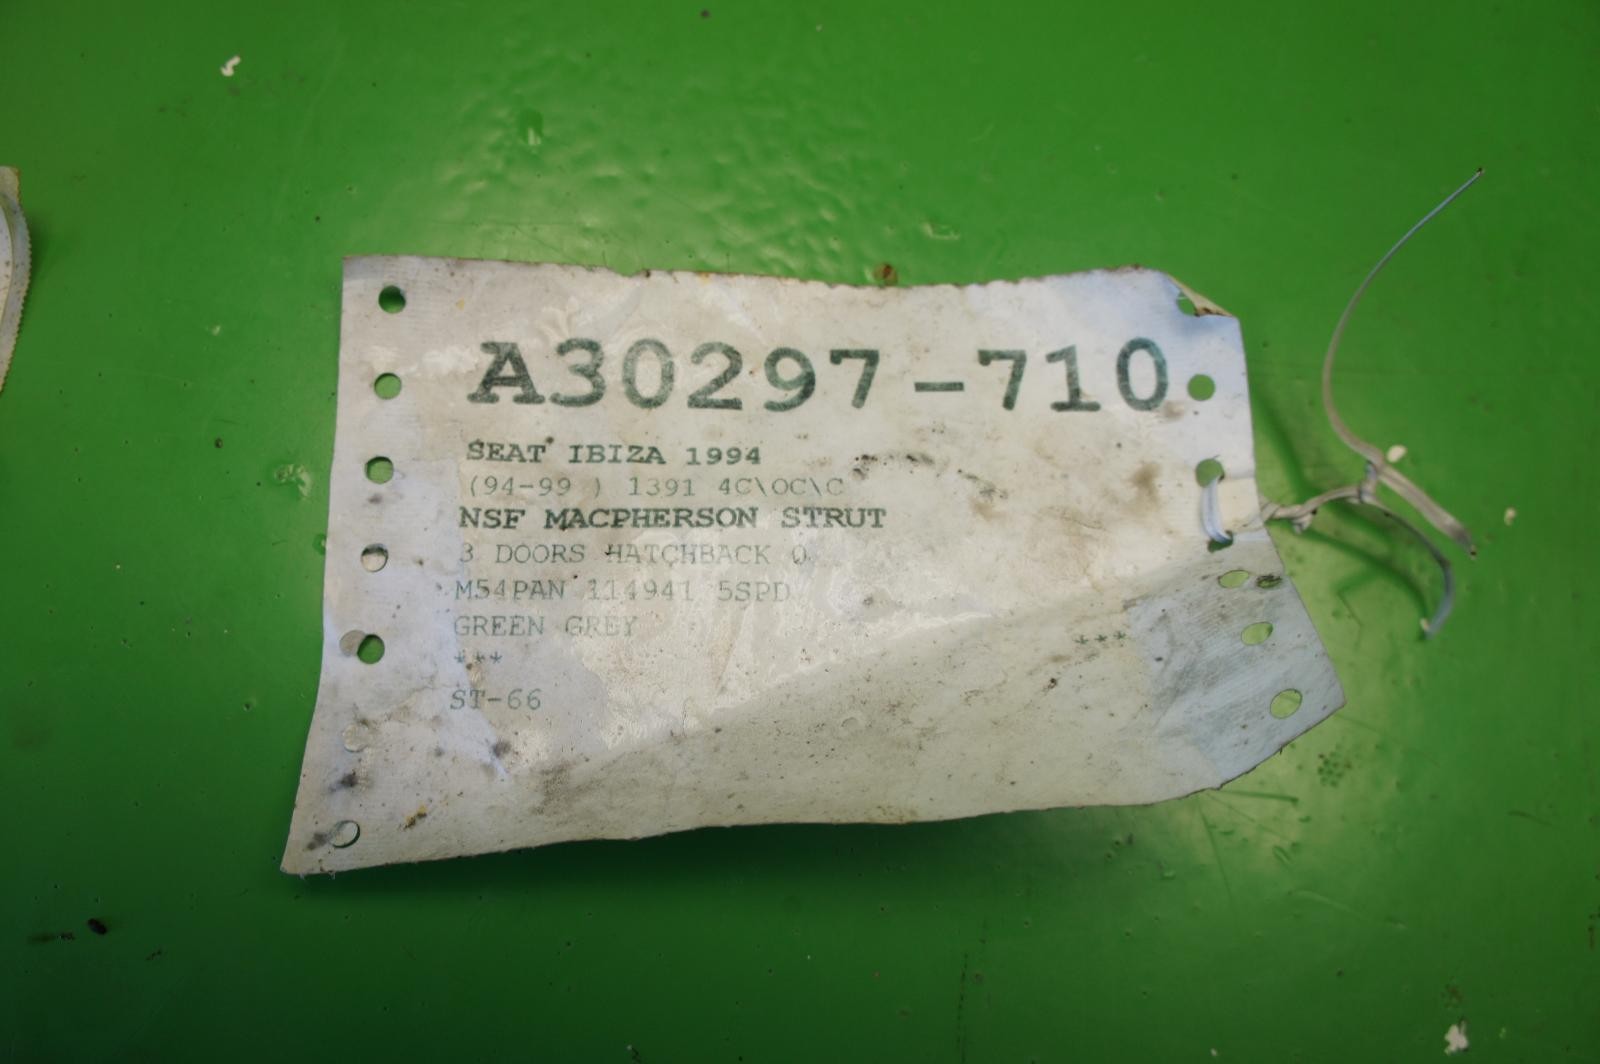 A30297-710
SEAT IBIZA 1994
(94-99 ) 1391 4C\OC\C
NSF MACPHERSON STRUT
3 DOORS HATCHBACK 0
M54PAN 114941 5SPD
GREEN GREY
*** ***
ST-66